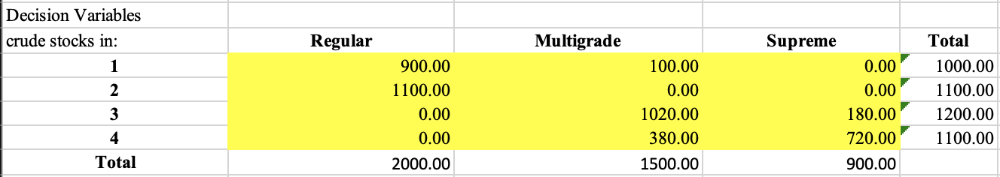 Decision Variables
crude stocks in: Regular Multigrade Supreme Total
1 900.00 100.00 0.00 1000.00
2 1100.00 0.00 0.00 1100.00
3 0.00 1020.00 180.00 1200.00
4 0.00 380.00 720.00 1100.00
Total 2000.00 1500.00 900.00